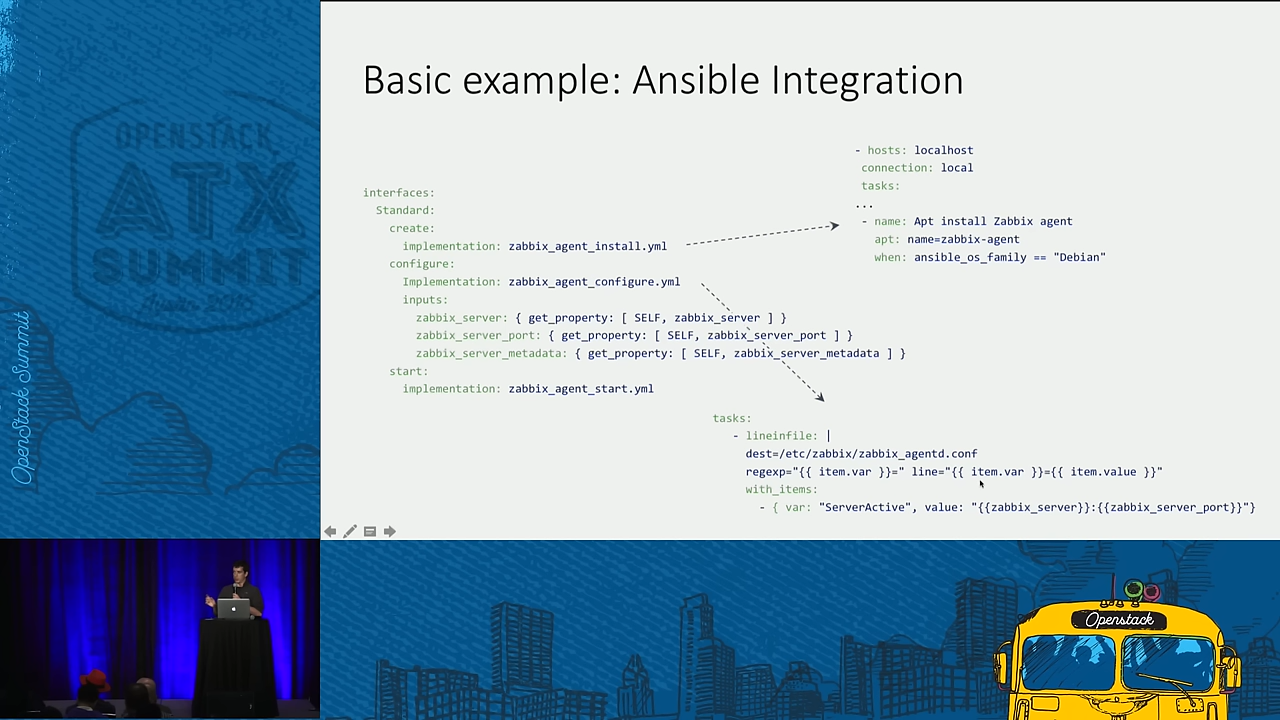 Basic example: Ansible Integration
interfaces:
Standard:
create:
implementation: zabbix_agent_install.yml
configure:
Implementation: zabbix_agent_configure.yml
inputs:
zabbix_server: { get_property: [ SELF, zabbix_server ] }
zabbix_server_port: { get_property: [ SELF, zabbix_server_port ] }
zabbix_server_metadata: { get_property: [ SELF, zabbix_server_metadata ] }
start:
implementation: zabbix_agent_start.yml
- hosts: localhost
connection: local
tasks:
...
- name: Apt install Zabbix agent
apt: name=zabbix-agent
when: ansible_os_family == "Debian"
tasks:
- lineinfile: |
dest=/etc/zabbix/zabbix_agentd.conf
regexp="{{ item.var }}=" line="{{ item.var }}={{ item.value }}"
with_items:
- { var: "ServerActive", value: "{{zabbix_server}}:{{zabbix_server_port}}"}
OPENSTACK
ATX
OpenStack Summit
Openstack